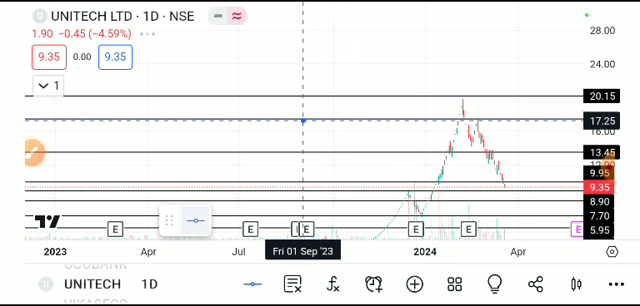 U UNITECH LTD · 1D · NSE
1.90 −0.45 (−4.59%)
9.35 0.00 9.35
1
28.00
24.00
20.15
17.25
16.00
13.45
9.95
9.35
8.90
7.70
5.95
E E E E E E
2023 Apr Jul Fri 01 Sep '23 2024 Apr
UCOBANK
U UNITECH 1D